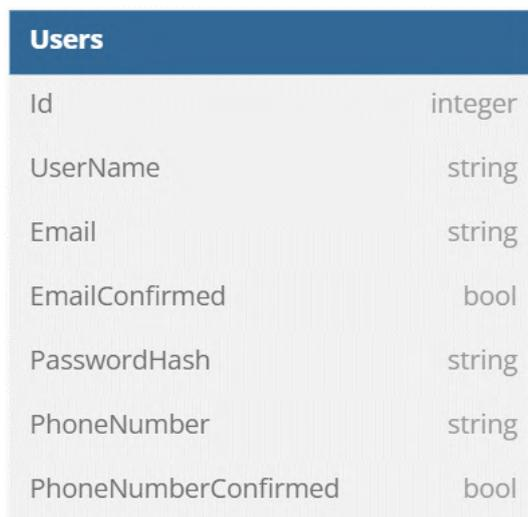 Users
Id integer
UserName string
Email string
EmailConfirmed bool
PasswordHash string
PhoneNumber string
PhoneNumberConfirmed bool